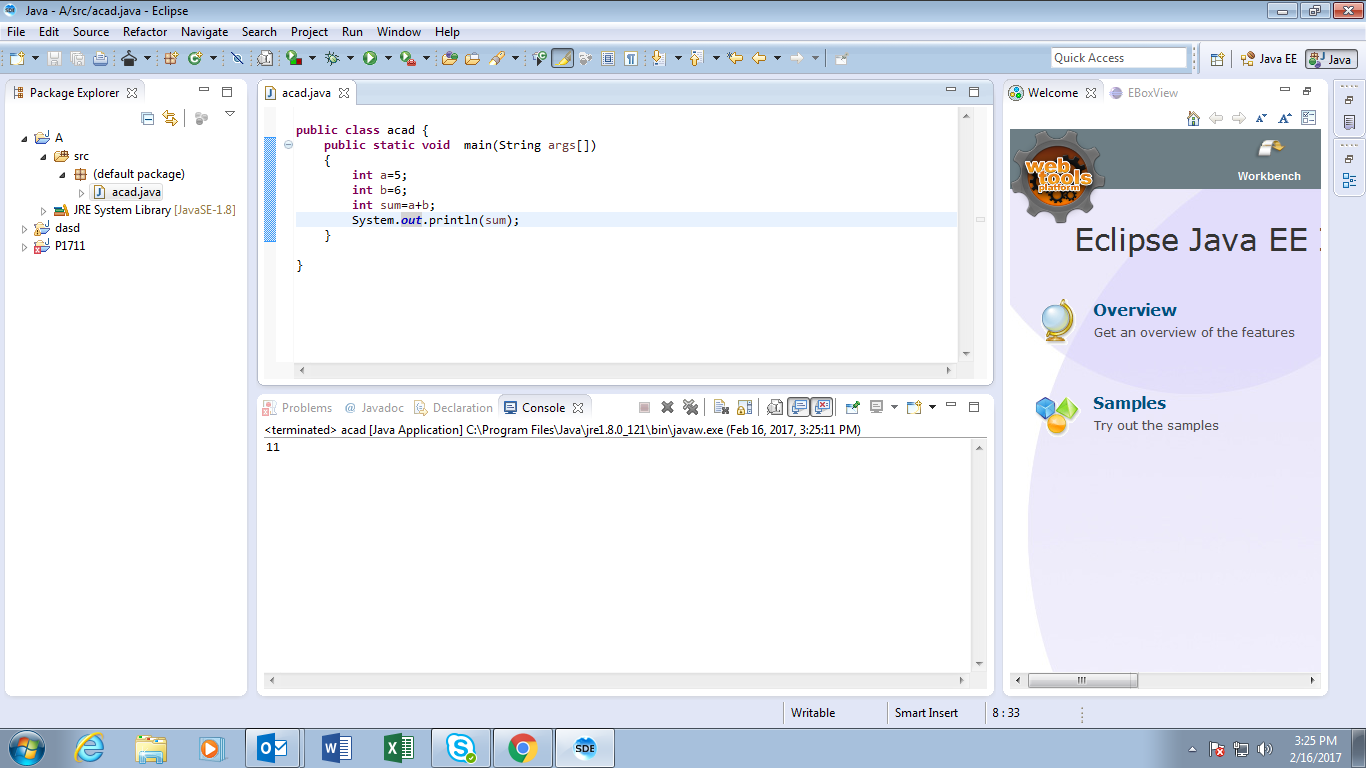 Java - A/src/acad.java - Eclipse
File Edit Source Refactor Navigate Search Project Run Window Help
Quick Access
Java EE
Java
Package Explorer
A
src
(default package)
acad.java
JRE System Library [JavaSE-1.8]
dasd
P1711
acad.java
public class acad {
public static void  main(String args[])
{
int a=5;
int b=6;
int sum=a+b;
System.out.println(sum);
}
}
Problems @ Javadoc Declaration Console
<terminated> acad [Java Application] C:\Program Files\Java\jre1.8.0_121\bin\javaw.exe (Feb 16, 2017, 3:25:11 PM)
11
Welcome EBoxView
web
tools
platform
Workbench
Eclipse Java EE
Overview
Get an overview of the features
Samples
Try out the samples
Writable Smart Insert 8 : 33
SDE
3:25 PM
2/16/2017